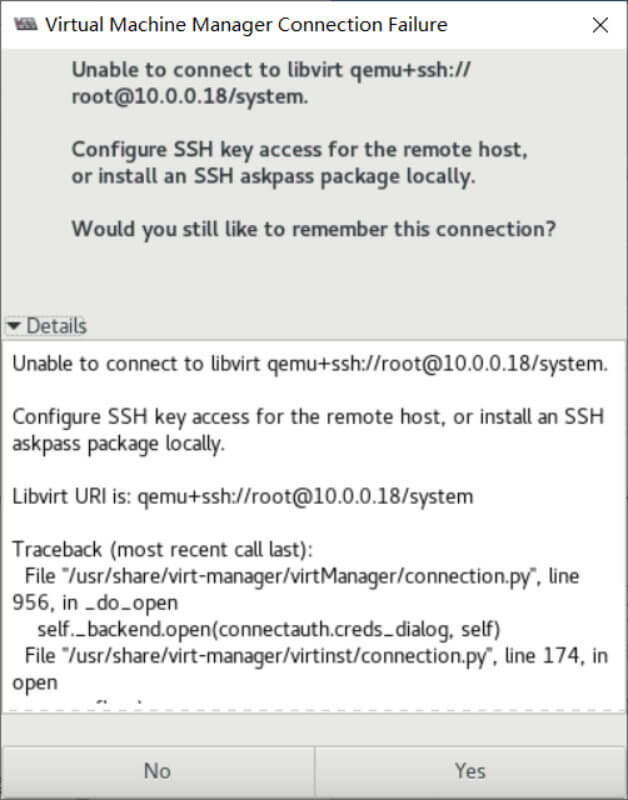 Virtual Machine Manager Connection Failure
Unable to connect to libvirt qemu+ssh://
root@10.0.0.18/system.
Configure SSH key access for the remote host,
or install an SSH askpass package locally.
Would you still like to remember this connection?
Details
Unable to connect to libvirt qemu+ssh://root@10.0.0.18/system.
Configure SSH key access for the remote host, or install an SSH
askpass package locally.
Libvirt URI is: qemu+ssh://root@10.0.0.18/system
Traceback (most recent call last):
File "/usr/share/virt-manager/virtManager/connection.py", line
956, in _do_open
self._backend.open(connectauth.creds_dialog, self)
File "/usr/share/virt-manager/virtinst/connection.py", line 174, in
open
No
Yes